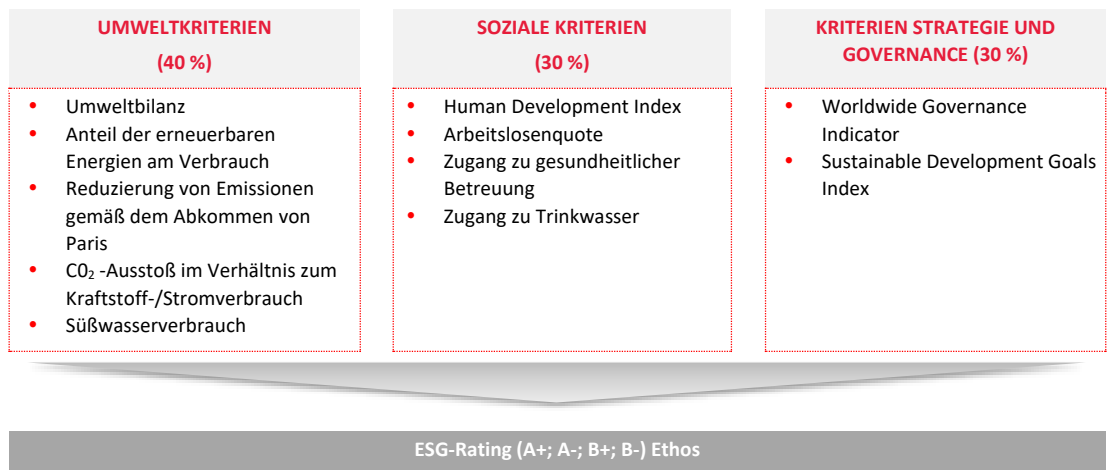 UMWELTKRITERIEN
(40 %)
• Umweltbilanz
• Anteil der erneuerbaren
Energien am Verbrauch
• Reduzierung von Emissionen
gemäß dem Abkommen von
Paris
• C0₂ -Ausstoß im Verhältnis zum
Kraftstoff-/Stromverbrauch
• Süßwasserverbrauch
SOZIALE KRITERIEN
(30 %)
• Human Development Index
• Arbeitslosenquote
• Zugang zu gesundheitlicher
Betreuung
• Zugang zu Trinkwasser
KRITERIEN STRATEGIE UND
GOVERNANCE (30 %)
• Worldwide Governance
Indicator
• Sustainable Development Goals
Index
ESG-Rating (A+; A-; B+; B-) Ethos